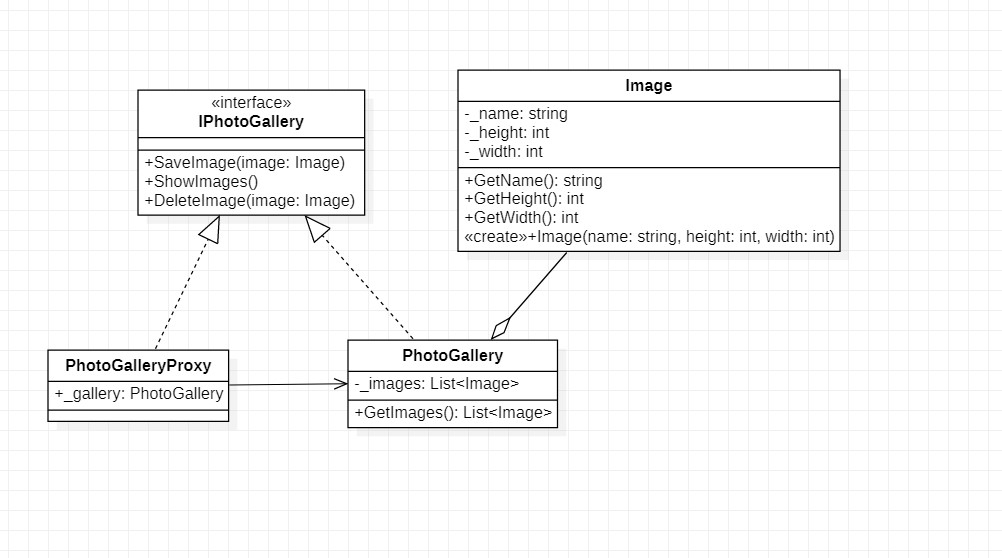 «interface»
IPhotoGallery
+SaveImage(image: Image)
+ShowImages()
+DeleteImage(image: Image)
Image
-_name: string
-_height: int
-_width: int
+GetName(): string
+GetHeight(): int
+GetWidth(): int
«create»+Image(name: string, height: int, width: int)
PhotoGalleryProxy
+_gallery: PhotoGallery
PhotoGallery
-_images: List<Image>
+GetImages(): List<Image>